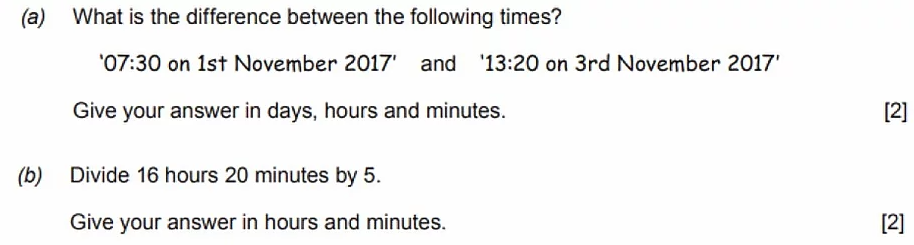 (a) What is the difference between the following times?
'07:30 on 1st November 2017' and '13:20 on 3rd November 2017'
Give your answer in days, hours and minutes. [2]
(b) Divide 16 hours 20 minutes by 5.
Give your answer in hours and minutes. [2]